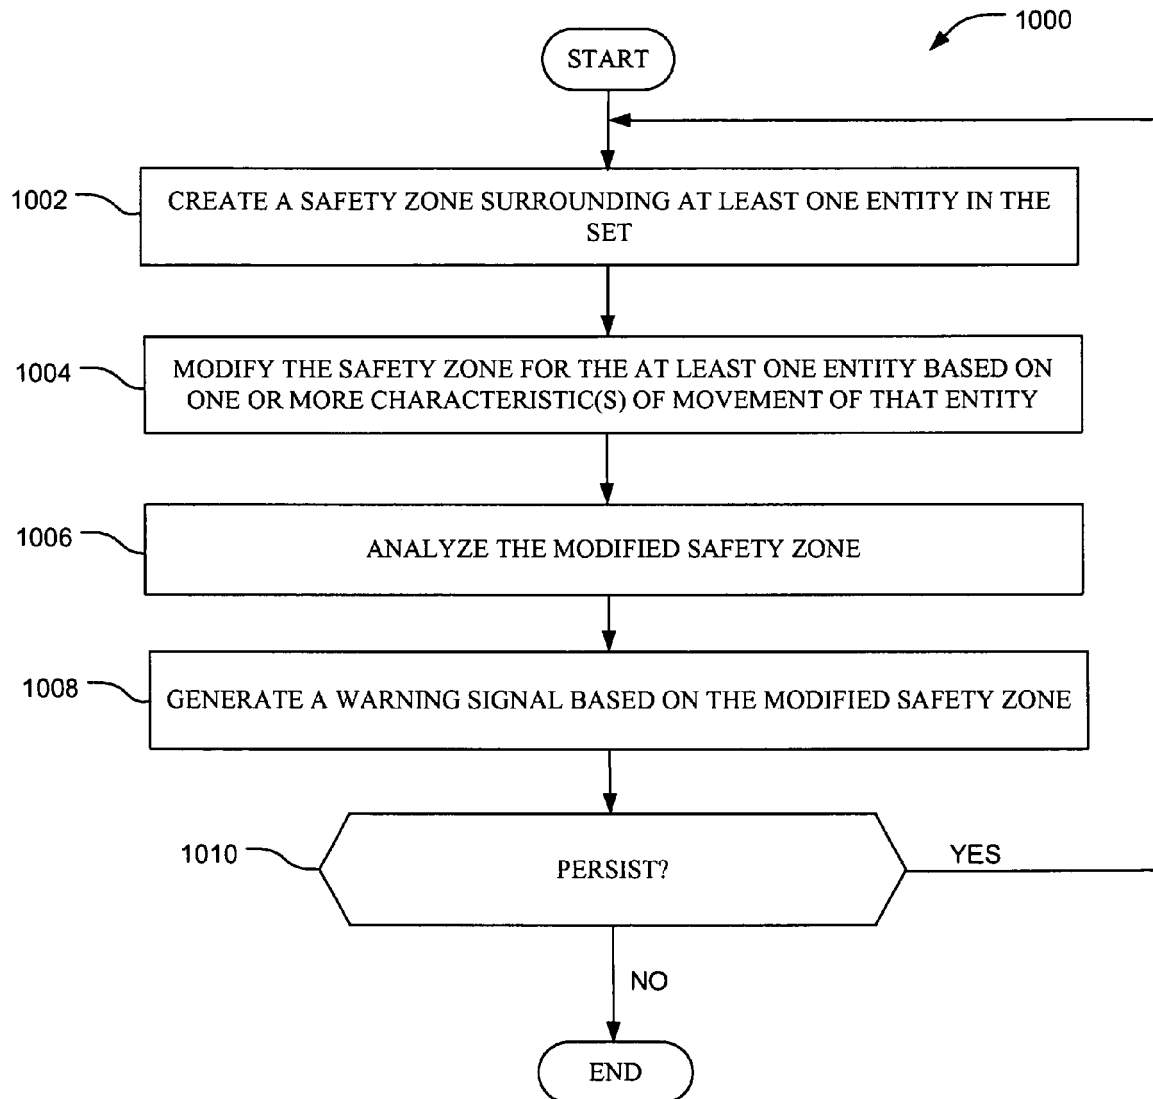 1000
START
1002
CREATE A SAFETY ZONE SURROUNDING AT LEAST ONE ENTITY IN THE
SET
1004
MODIFY THE SAFETY ZONE FOR THE AT LEAST ONE ENTITY BASED ON
ONE OR MORE CHARACTERISTIC(S) OF MOVEMENT OF THAT ENTITY
1006
ANALYZE THE MODIFIED SAFETY ZONE
1008
GENERATE A WARNING SIGNAL BASED ON THE MODIFIED SAFETY ZONE
1010
PERSIST?
YES
NO
END